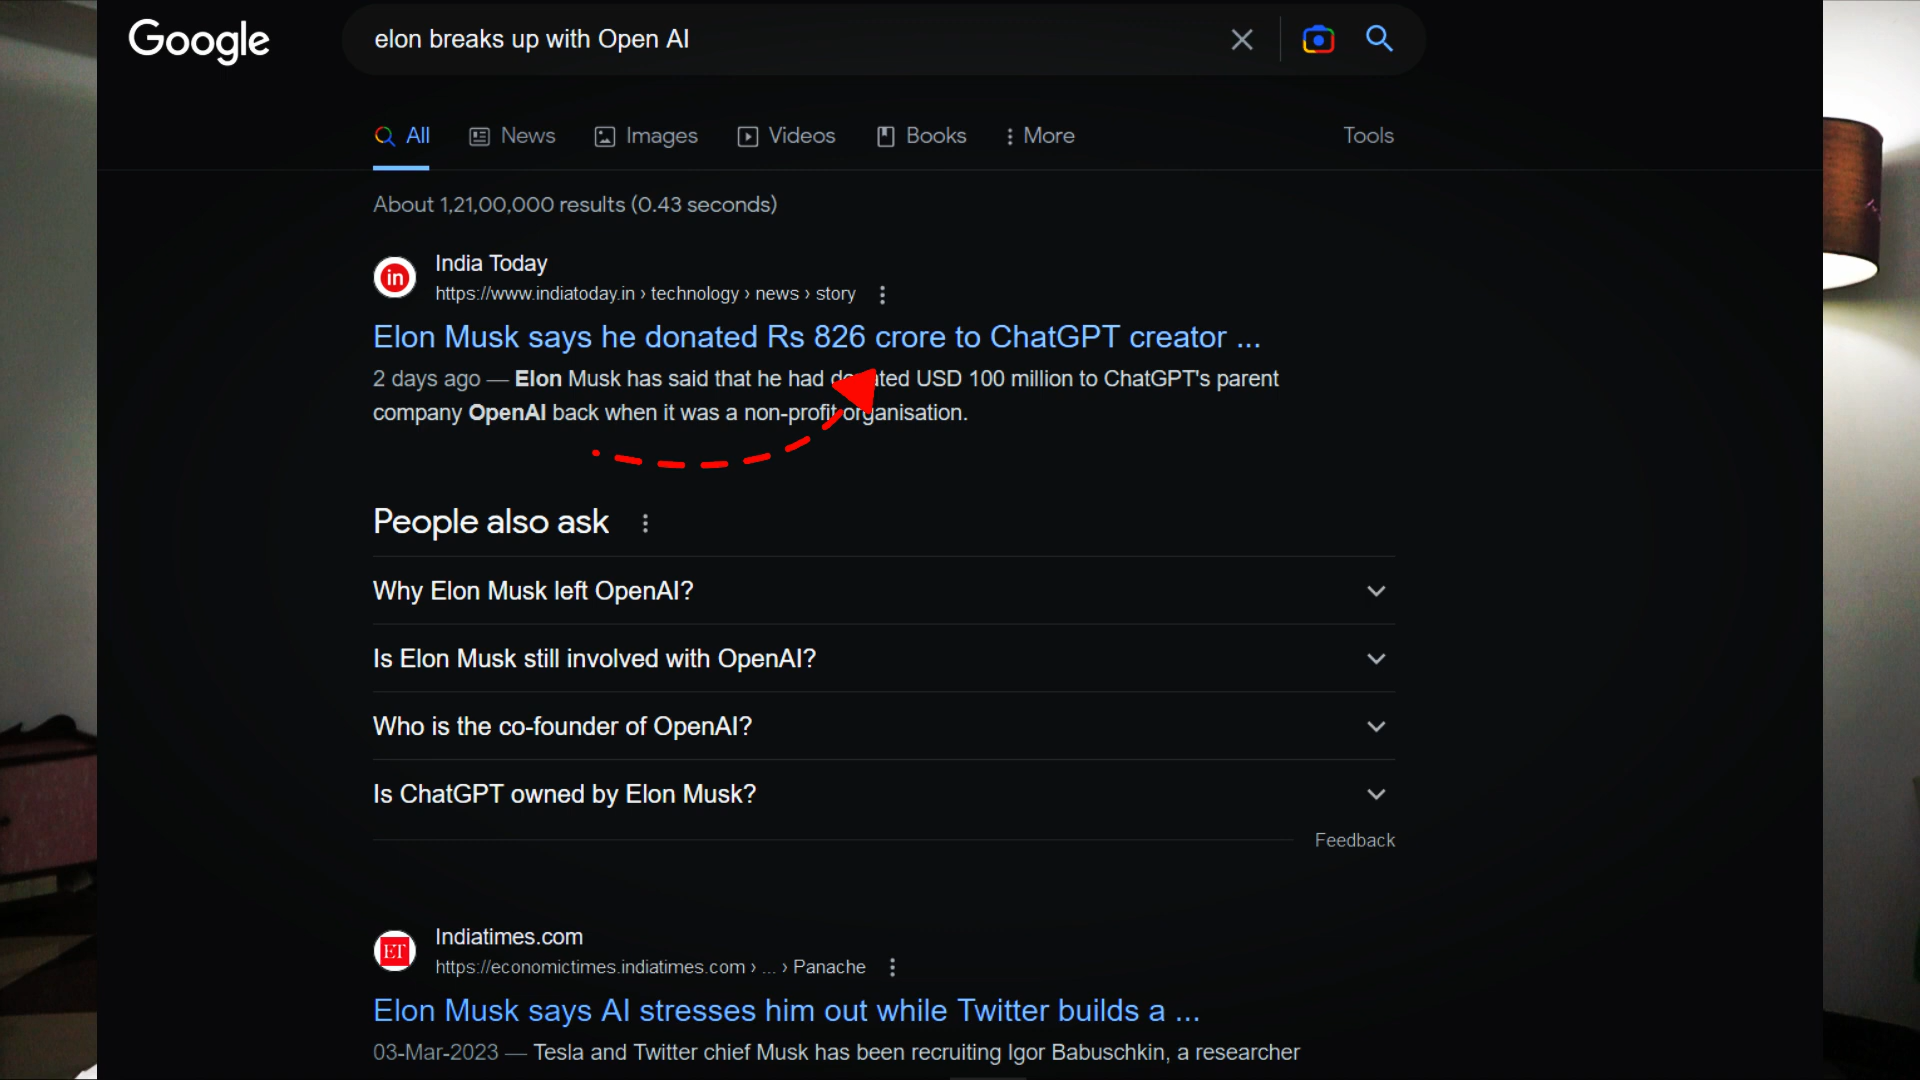 Google
elon breaks up with Open AI
All News Images Videos Books More Tools
About 1,21,00,000 results (0.43 seconds)
in
India Today
https://www.indiatoday.in › technology › news › story
Elon Musk says he donated Rs 826 crore to ChatGPT creator ...
2 days ago — Elon Musk has said that he had donated USD 100 million to ChatGPT's parent
company OpenAI back when it was a non-profit organisation.
People also ask
Why Elon Musk left OpenAI?
Is Elon Musk still involved with OpenAI?
Who is the co-founder of OpenAI?
Is ChatGPT owned by Elon Musk?
Feedback
ET
Indiatimes.com
https://economictimes.indiatimes.com › ... › Panache
Elon Musk says AI stresses him out while Twitter builds a ...
03-Mar-2023 — Tesla and Twitter chief Musk has been recruiting Igor Babuschkin, a researcher